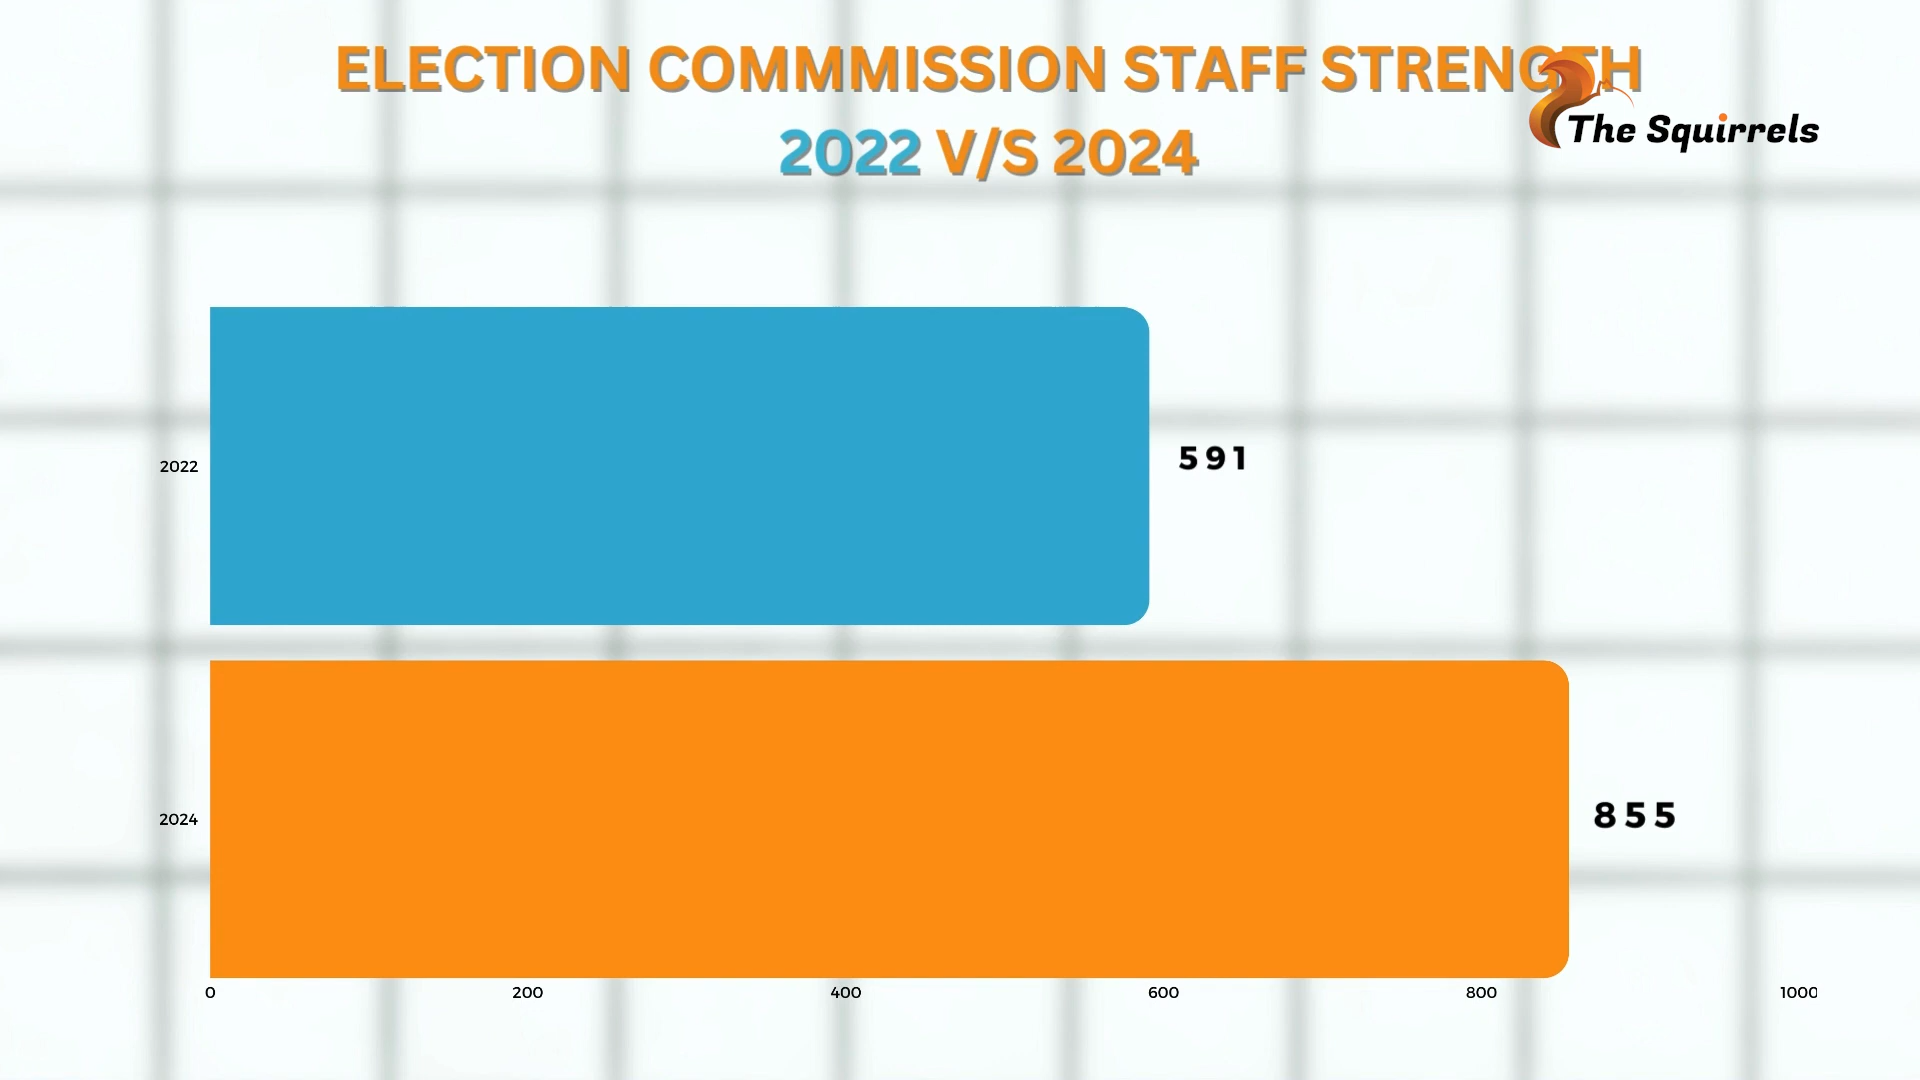 ELECTION COMMMISSION STAFF STRENGTH
2022 V/S 2024
The Squirrels
2022
591
2024
855
0 200 400 600 800 1000